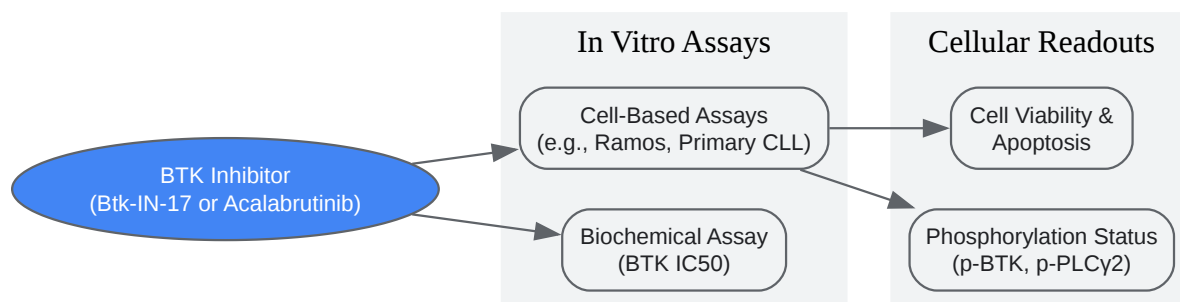 In Vitro Assays
Cellular Readouts
BTK Inhibitor
(Btk-IN-17 or Acalabrutinib)
Cell-Based Assays
(e.g., Ramos, Primary CLL)
Biochemical Assay
(BTK IC50)
Cell Viability &
Apoptosis
Phosphorylation Status
(p-BTK, p-PLCγ2)